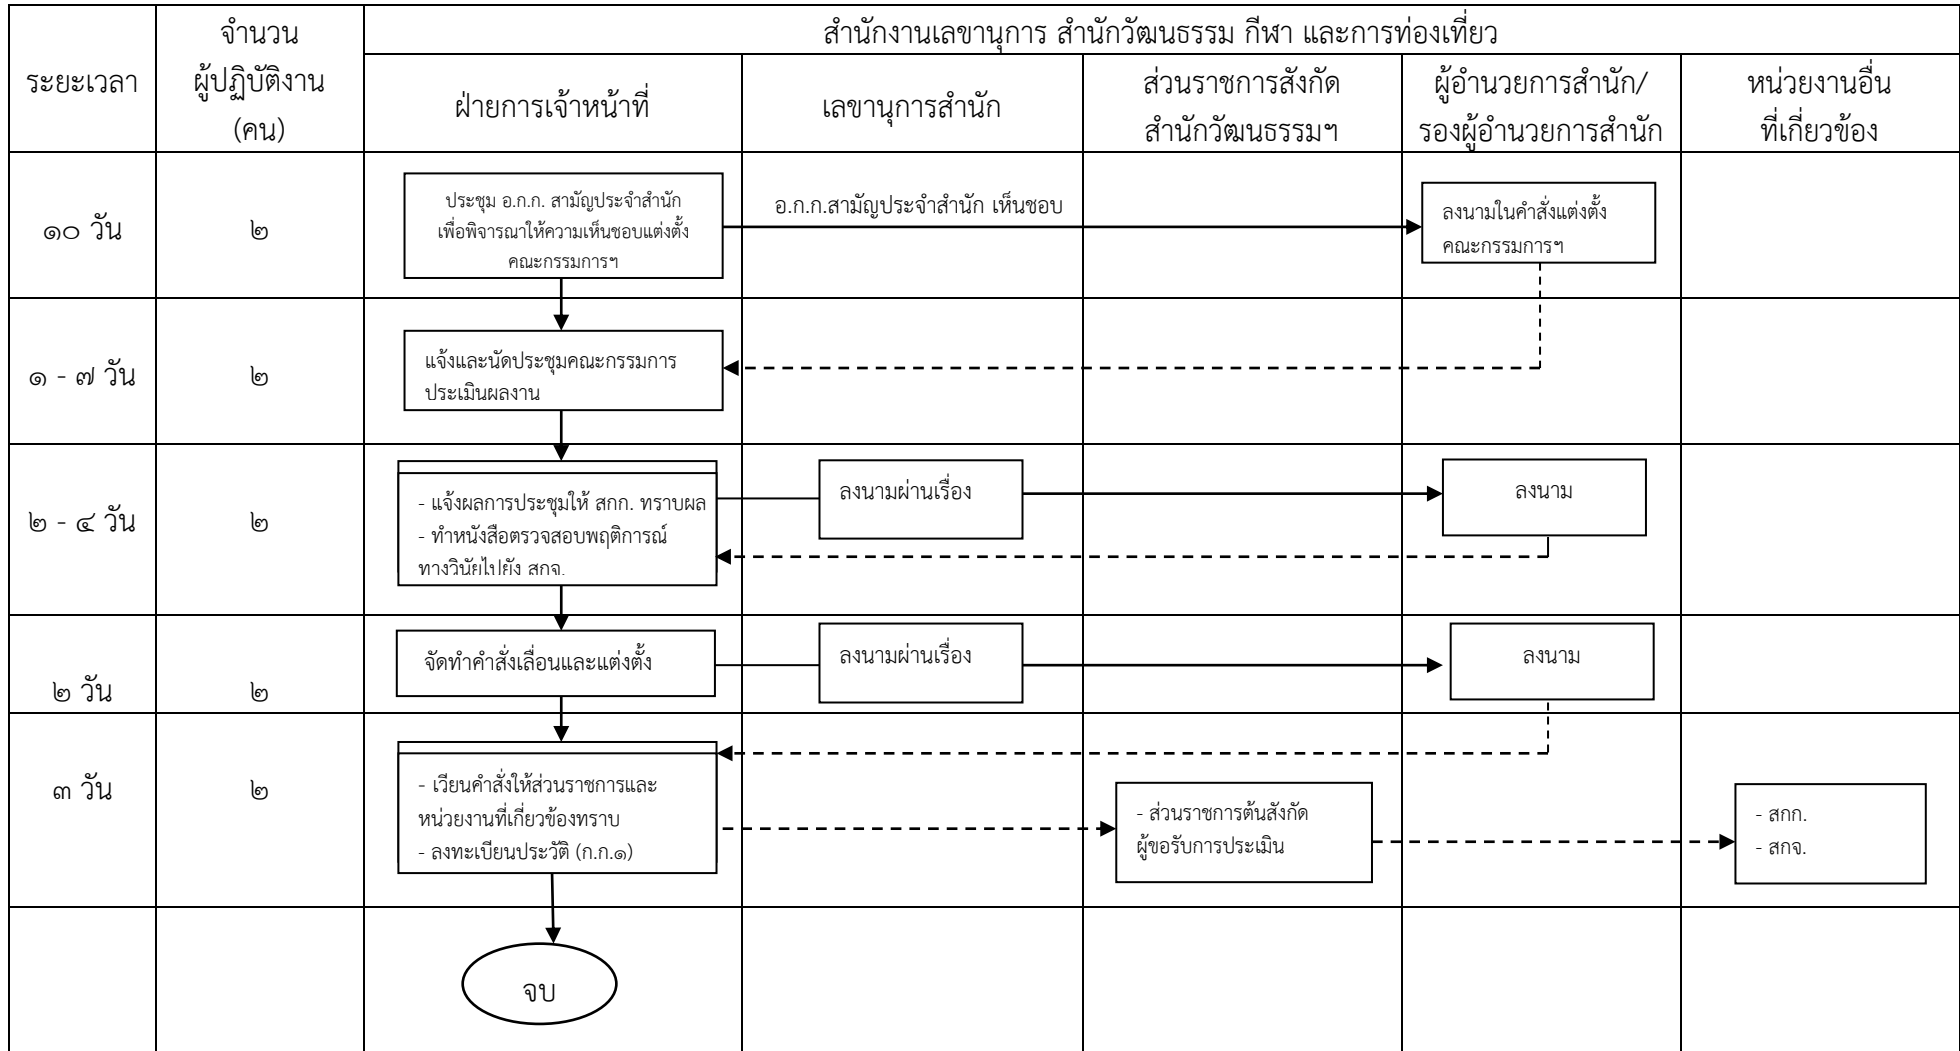 ระยะเวลา
จำนวน
ผู้ปฏิบัติงาน
(คน)
สำนักงานเลขานุการ สำนักวัฒนธรรม กีฬา และการท่องเที่ยว
ฝ่ายการเจ้าหน้าที่
เลขานุการสำนัก
ส่วนราชการสังกัด
สำนักวัฒนธรรมฯ
ผู้อำนวยการสำนัก/
รองผู้อำนวยการสำนัก
หน่วยงานอื่น
ที่เกี่ยวข้อง
๑๐ วัน
๒
ประชุม อ.ก.ก. สามัญประจำสำนัก
เพื่อพิจารณาให้ความเห็นชอบแต่งตั้ง
คณะกรรมการฯ
อ.ก.ก.สามัญประจำสำนัก เห็นชอบ
ลงนามในคำสั่งแต่งตั้ง
คณะกรรมการฯ
๑ - ๗ วัน
๒
แจ้งและนัดประชุมคณะกรรมการ
ประเมินผลงาน
๒ - ๔ วัน
๒
- แจ้งผลการประชุมให้ สกก. ทราบผล
- ทำหนังสือตรวจสอบพฤติการณ์
ทางวินัยไปยัง สกจ.
ลงนามผ่านเรื่อง
ลงนาม
๒ วัน
๒
จัดทำคำสั่งเลื่อนและแต่งตั้ง
ลงนามผ่านเรื่อง
ลงนาม
๓ วัน
๒
- เวียนคำสั่งให้ส่วนราชการและ
หน่วยงานที่เกี่ยวข้องทราบ
- ลงทะเบียนประวัติ (ก.ก.๑)
- ส่วนราชการต้นสังกัด
ผู้ขอรับการประเมิน
- สกก.
- สกจ.
จบ